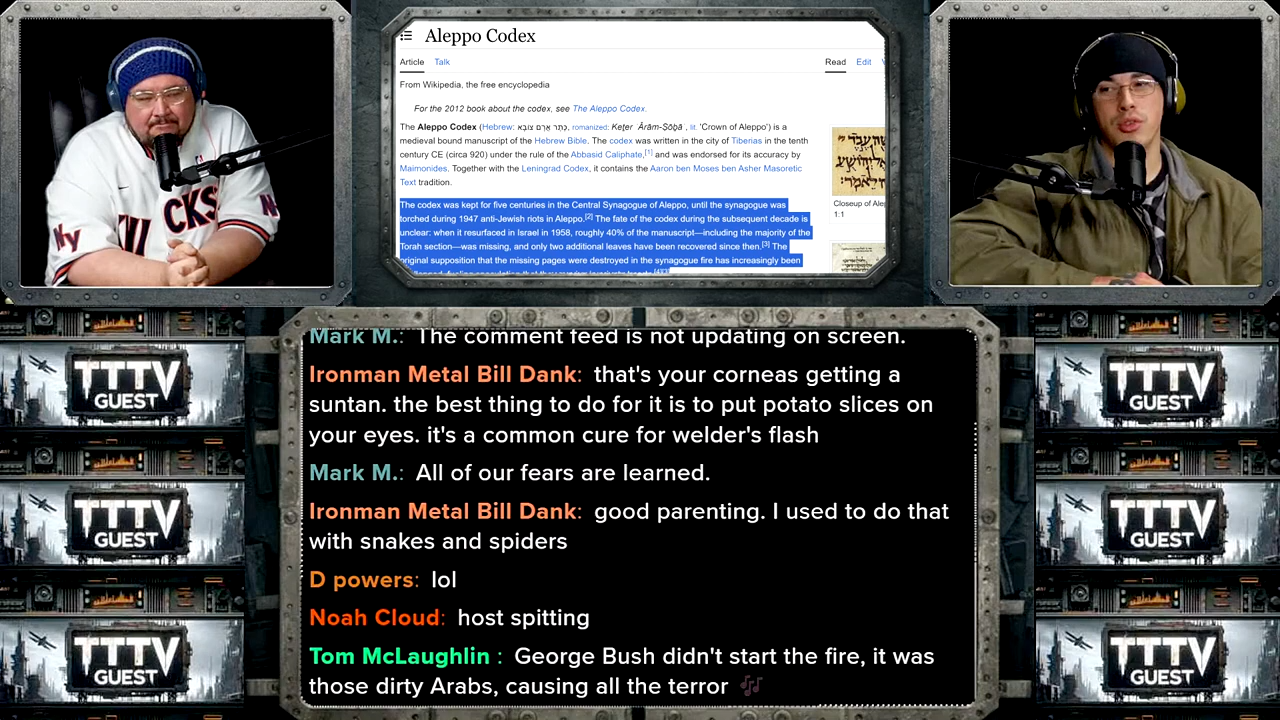 Aleppo Codex
Article Talk Read Edit
From Wikipedia, the free encyclopedia
For the 2012 book about the codex, see The Aleppo Codex.
The Aleppo Codex (Hebrew: כֶּתֶר אֲרָם צוֹבָא, romanized: Keṯer ʾĂrām-Ṣōḇāʾ, lit. 'Crown of Aleppo') is a
medieval bound manuscript of the Hebrew Bible. The codex was written in the city of Tiberias in the tenth
century CE (circa 920) under the rule of the Abbasid Caliphate,[1] and was endorsed for its accuracy by
Maimonides. Together with the Leningrad Codex, it contains the Aaron ben Moses ben Asher Masoretic
Text tradition.
The codex was kept for five centuries in the Central Synagogue of Aleppo, until the synagogue was
torched during 1947 anti-Jewish riots in Aleppo.[2] The fate of the codex during the subsequent decade is
unclear: when it resurfaced in Israel in 1958, roughly 40% of the manuscript—including the majority of the
Torah section—was missing, and only two additional leaves have been recovered since then.[3] The
original supposition that the missing pages were destroyed in the synagogue fire has increasingly been
Closeup of Alep
1:1
NY
CKS
N
Mark M.: The comment feed is not updating on screen.
Ironman Metal Bill Dank: that's your corneas getting a
suntan. the best thing to do for it is to put potato slices on
your eyes. it's a common cure for welder's flash
Mark M.: All of our fears are learned.
Ironman Metal Bill Dank: good parenting. I used to do that
with snakes and spiders
D powers: lol
Noah Cloud: host spitting
Tom McLaughlin : George Bush didn't start the fire, it was
those dirty Arabs, causing all the terror 🎶
TTTV
GUEST
TTTV
GUEST
TTTV
GUEST
TTTV
GUEST
TTTV
GUEST
TTTV
GUEST